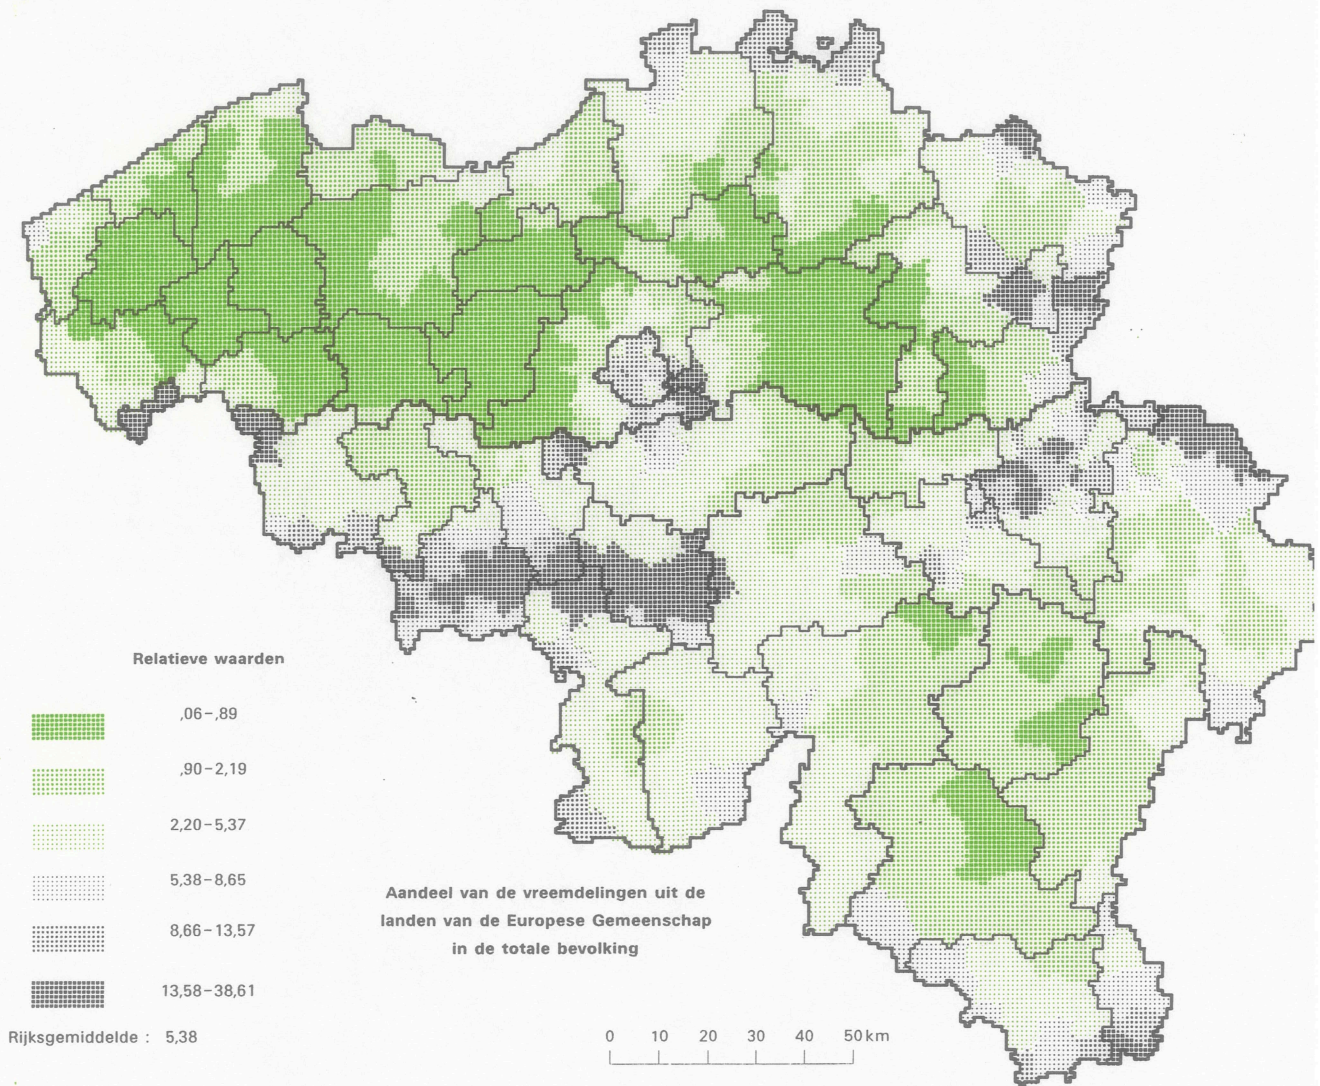 Relatieve waarden
,06-,89
,90-2,19
2,20-5,37
5,38-8,65
8,66-13,57
13,58-38,61
Rijksgemiddelde : 5,38
Aandeel van de vreemdelingen uit de
landen van de Europese Gemeenschap
in de totale bevolking
0 10 20 30 40 50 km